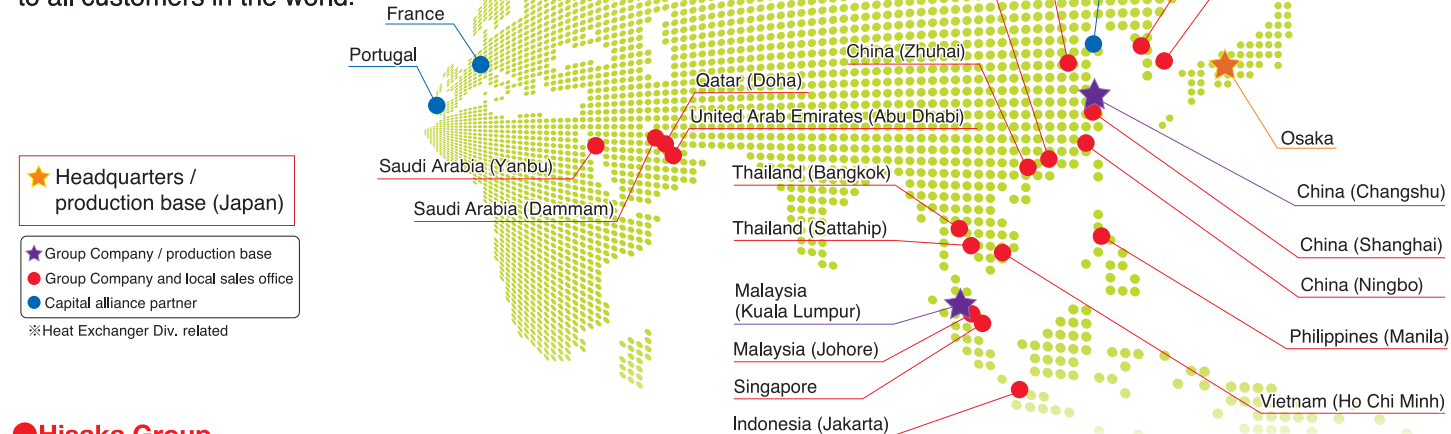 to all customers in the world.
France
Portugal
China (Zhuhai)
Qatar (Doha)
United Arab Emirates (Abu Dhabi)
Osaka
Saudi Arabia (Yanbu)
Thailand (Bangkok)
Headquarters /
production base (Japan)
China (Changshu)
Saudi Arabia (Dammam)
Thailand (Sattahip)
China (Shanghai)
Group Company / production base
Group Company and local sales office
Capital alliance partner
※Heat Exchanger Div. related
China (Ningbo)
Malaysia
(Kuala Lumpur)
Philippines (Manila)
Malaysia (Johore)
Singapore
Vietnam (Ho Chi Minh)
Indonesia (Jakarta)
Hisaka Group